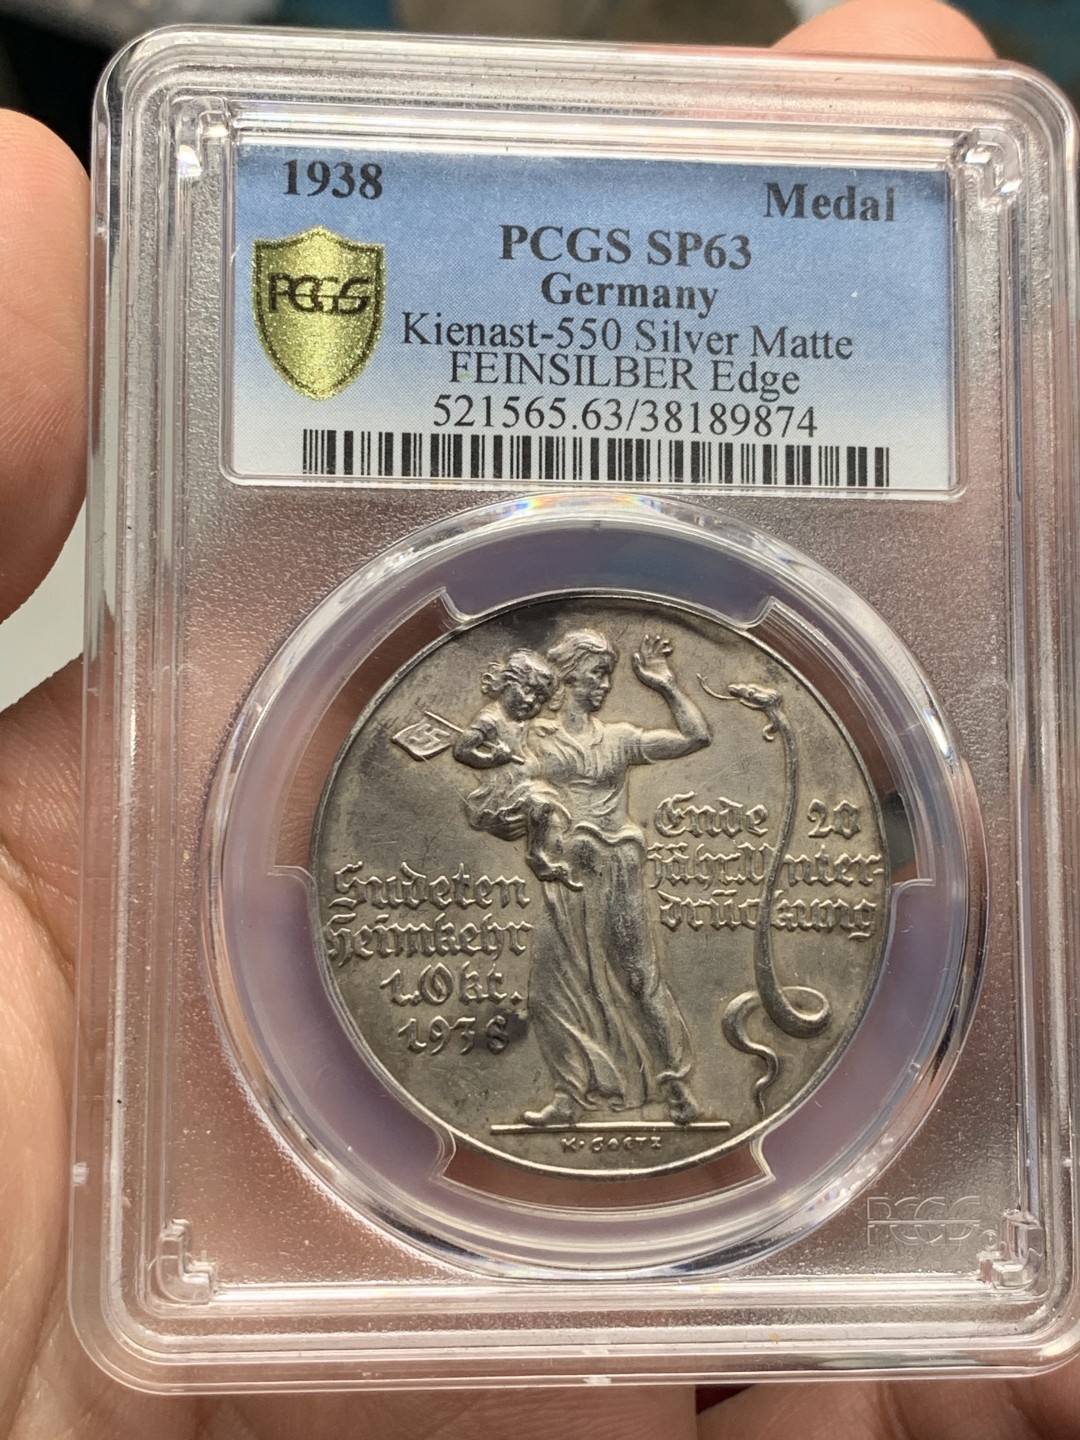 1938
Medal
PCGS SP63
PCGS
Germany
Kienast-550 Silver Matte
FEINSILBER Edge
521565.63/38189874
Ende 20
jähr. Unter-
drückung
Sudeten
Heimkehr
1. Okt.
1938
K·GOETZ
PCGS